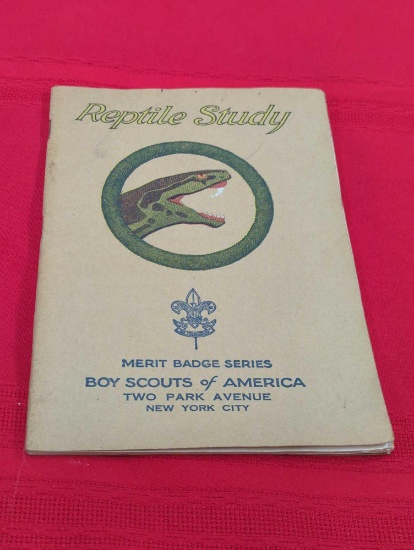 Reptile Study
MERIT BADGE SERIES
BOY SCOUTS of AMERICA
TWO PARK AVENUE
NEW YORK CITY